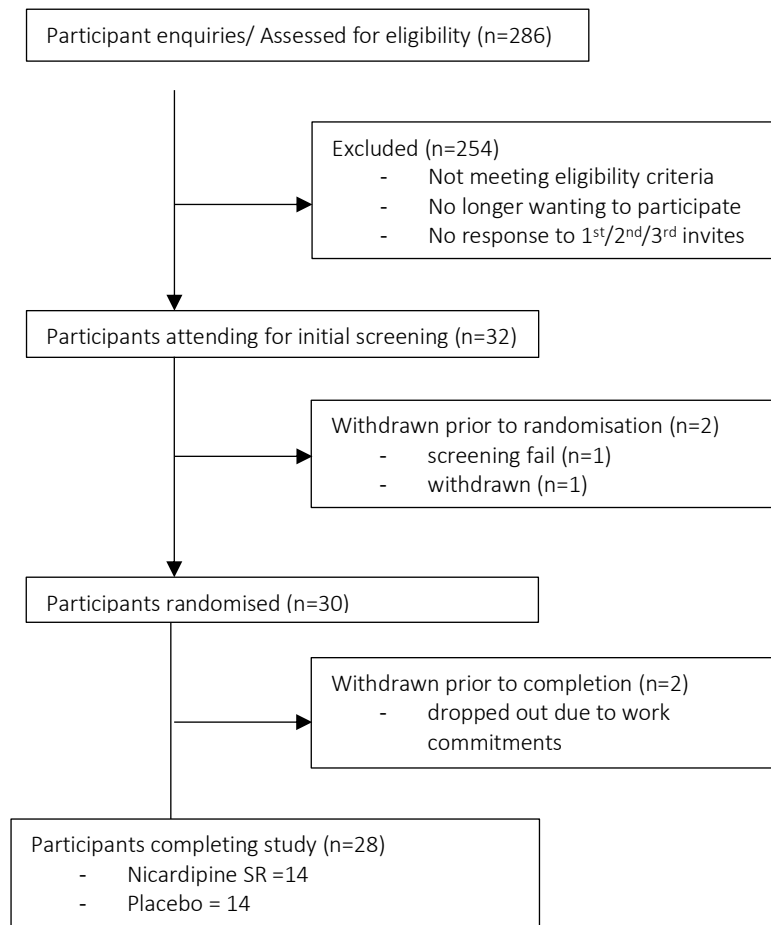 Participant enquiries/ Assessed for eligibility (n=286)
Excluded (n=254)
- Not meeting eligibility criteria
- No longer wanting to participate
- No response to 1st/2nd/3rd invites
Participants attending for initial screening (n=32)
Withdrawn prior to randomisation (n=2)
- screening fail (n=1)
- withdrawn (n=1)
Participants randomised (n=30)
Withdrawn prior to completion (n=2)
- dropped out due to work
commitments
Participants completing study (n=28)
- Nicardipine SR =14
- Placebo = 14